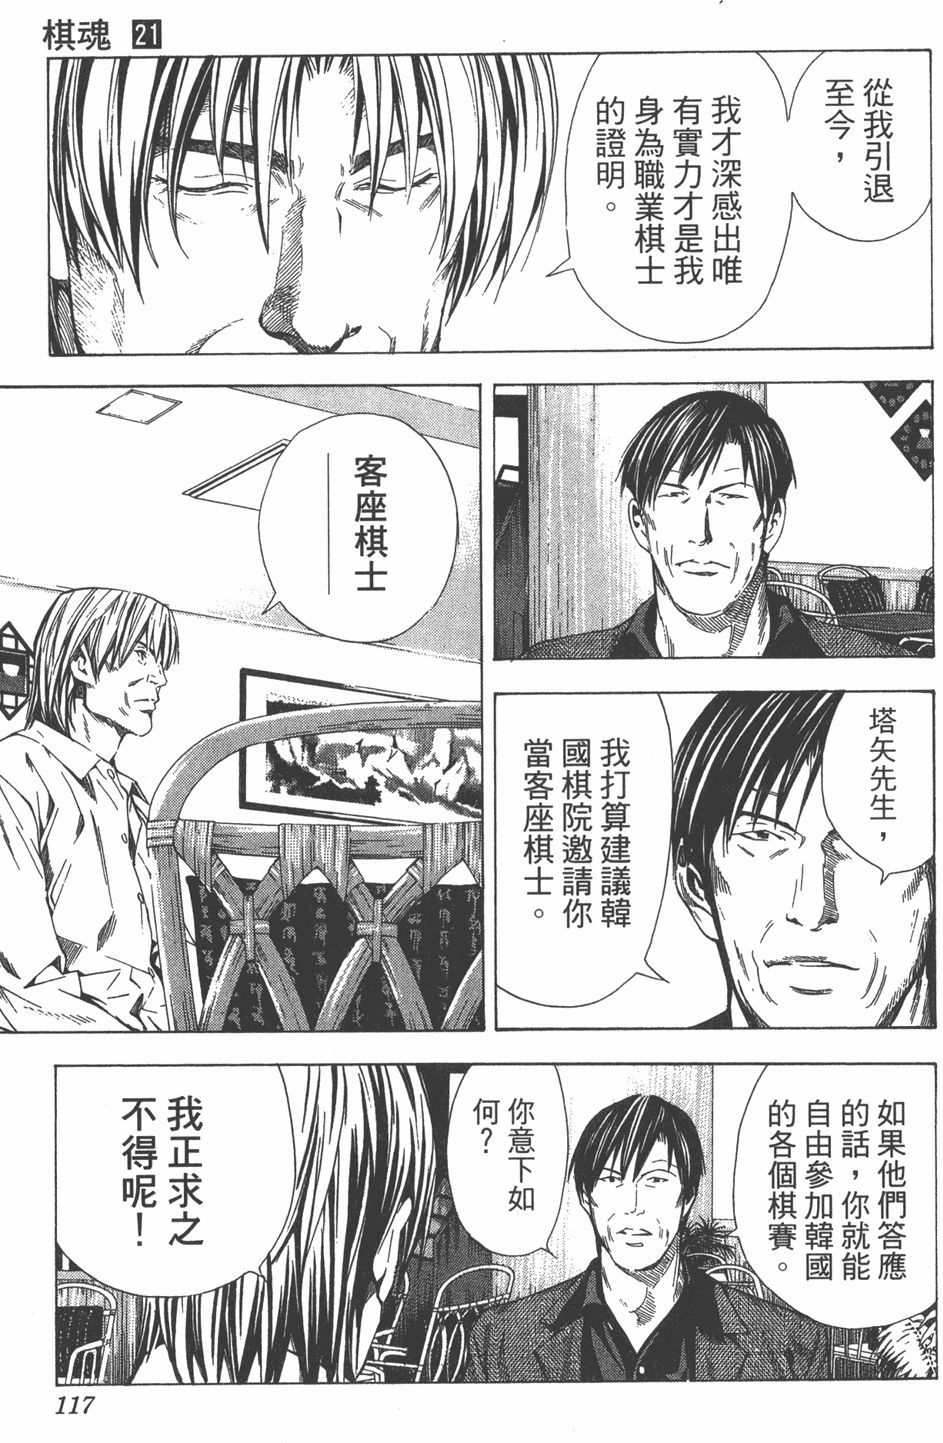 棋魂 21
從我引退
至今，
我才深感出唯
有實力才是我
身為職業棋士
的證明。
塔矢先生，
我打算建議韓
國棋院邀請你
當客座棋士。
客座棋士
——
如果他們答應
的話，你就能
自由參加韓國
的各個棋賽。
你意下如
何？
我正求之
不得呢！
117